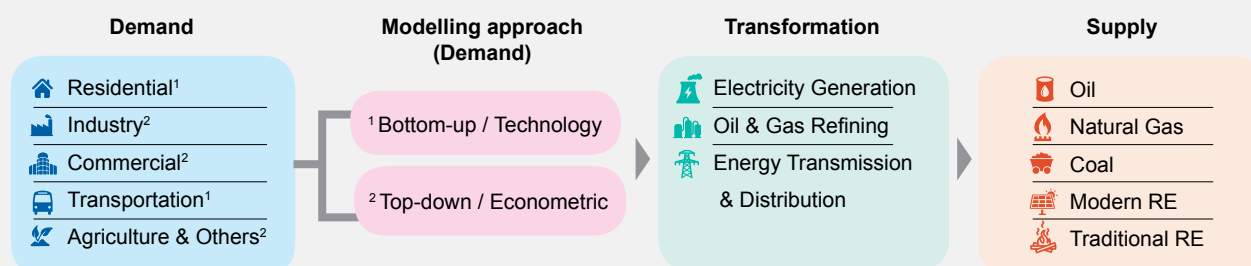 Demand
Residential¹
Industry²
Commercial²
Transportation¹
Agriculture & Others²
Modelling approach
(Demand)
¹ Bottom-up / Technology
² Top-down / Econometric
Transformation
Electricity Generation
Oil & Gas Refining
Energy Transmission
& Distribution
Supply
Oil
Natural Gas
Coal
Modern RE
Traditional RE